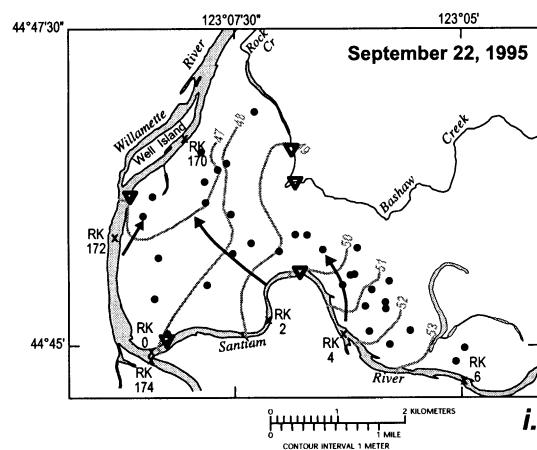 123°07'30"
123°05'
44°47'30"
September 22, 1995
River
Rock
Cr
Willamette
Well Island
47
48
49
RK
170
Creek
Bashaw
RK
172
50
51
52
53
RK
0
RK
2
Santiam
44°45'
RK
4
River
RK
6
RK
174
0 1 2 KILOMETERS
0 1 MILE
CONTOUR INTERVAL 1 METER
i.